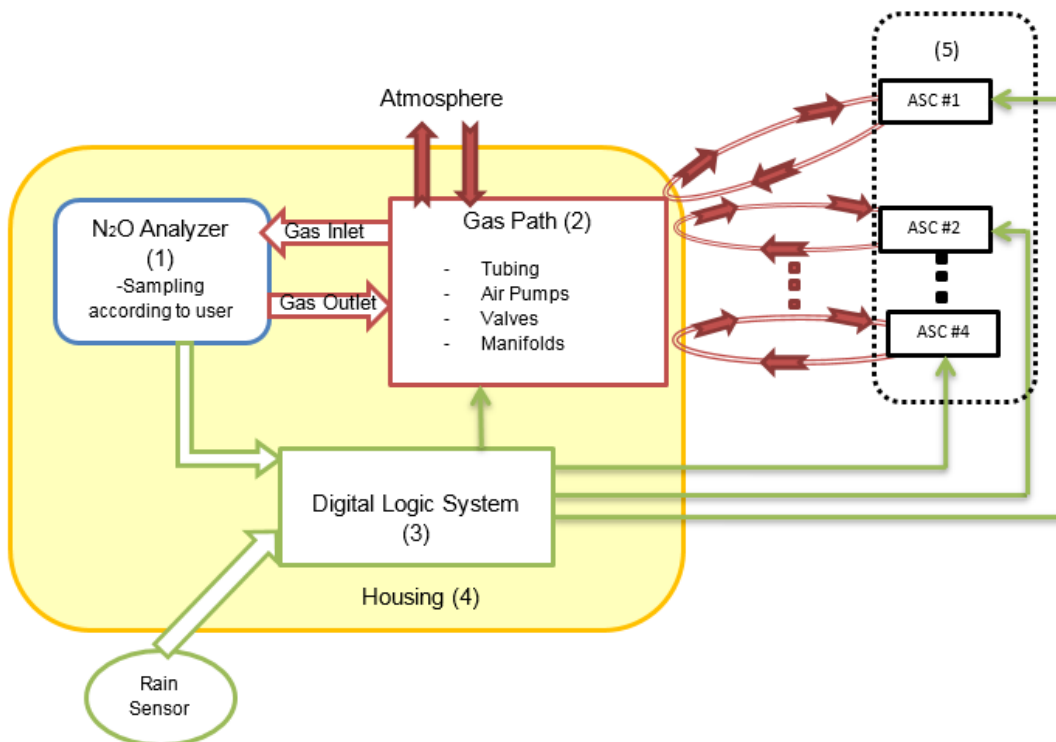 Atmosphere
(5)
ASC #1
N2O Analyzer
(1)
-Sampling
according to user
Gas Inlet
Gas Outlet
Gas Path (2)
- Tubing
- Air Pumps
- Valves
- Manifolds
ASC #2
ASC #4
Digital Logic System
(3)
Housing (4)
Rain
Sensor